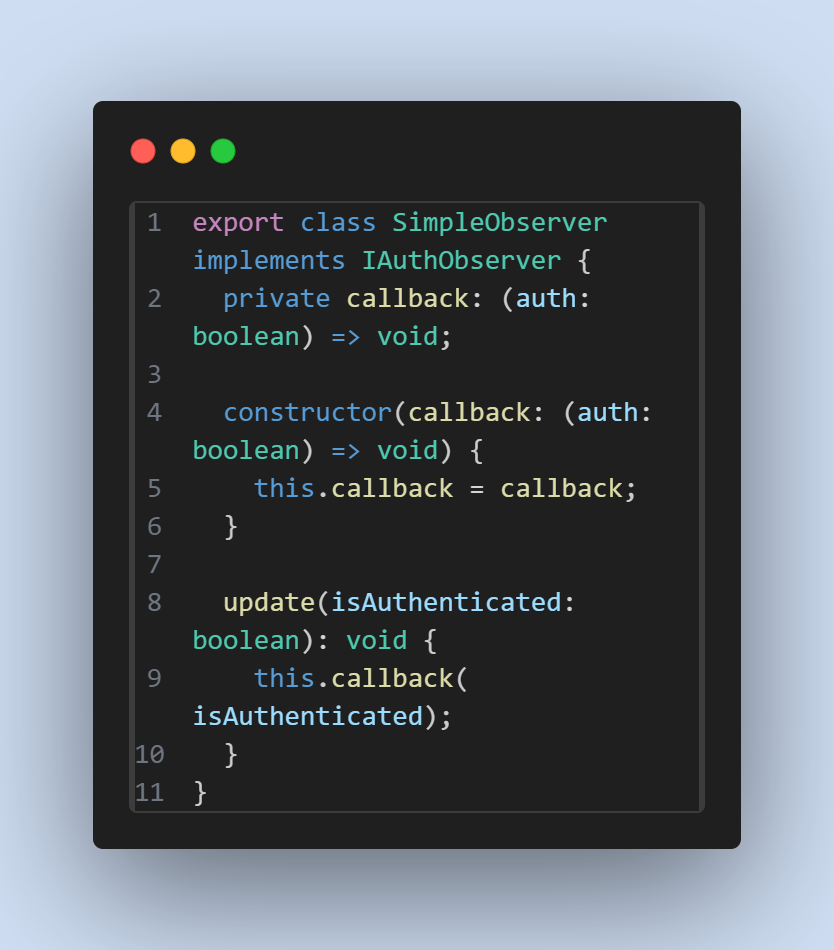 1 export class SimpleObserver
implements IAuthObserver {
2   private callback: (auth:
boolean) => void;
3
4   constructor(callback: (auth:
boolean) => void) {
5     this.callback = callback;
6   }
7
8   update(isAuthenticated:
boolean): void {
9     this.callback(
isAuthenticated);
10   }
11 }